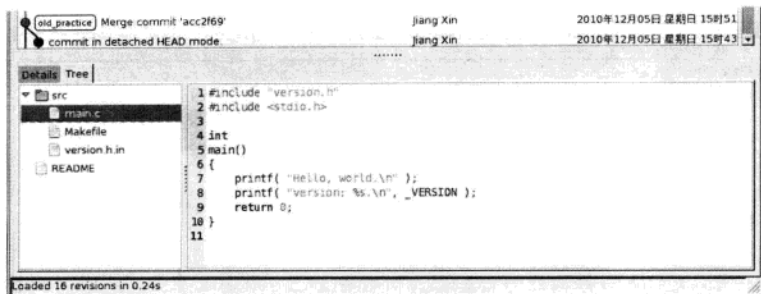 old_practice Merge commit 'acc2f69' Jiang Xin 2010年12月05日 星期日 15时51
commit in detached HEAD mode. Jiang Xin 2010年12月05日 星期日 15时43
Details Tree
src
main.c
Makefile
version.h.in
README
1 #include "version.h"
2 #include <stdio.h>
3
4 int
5 main()
6 {
7 printf( "Hello, world.\n" );
8 printf( "version: %s.\n", _VERSION );
9 return 0;
10 }
11
Loaded 16 revisions in 0.24s